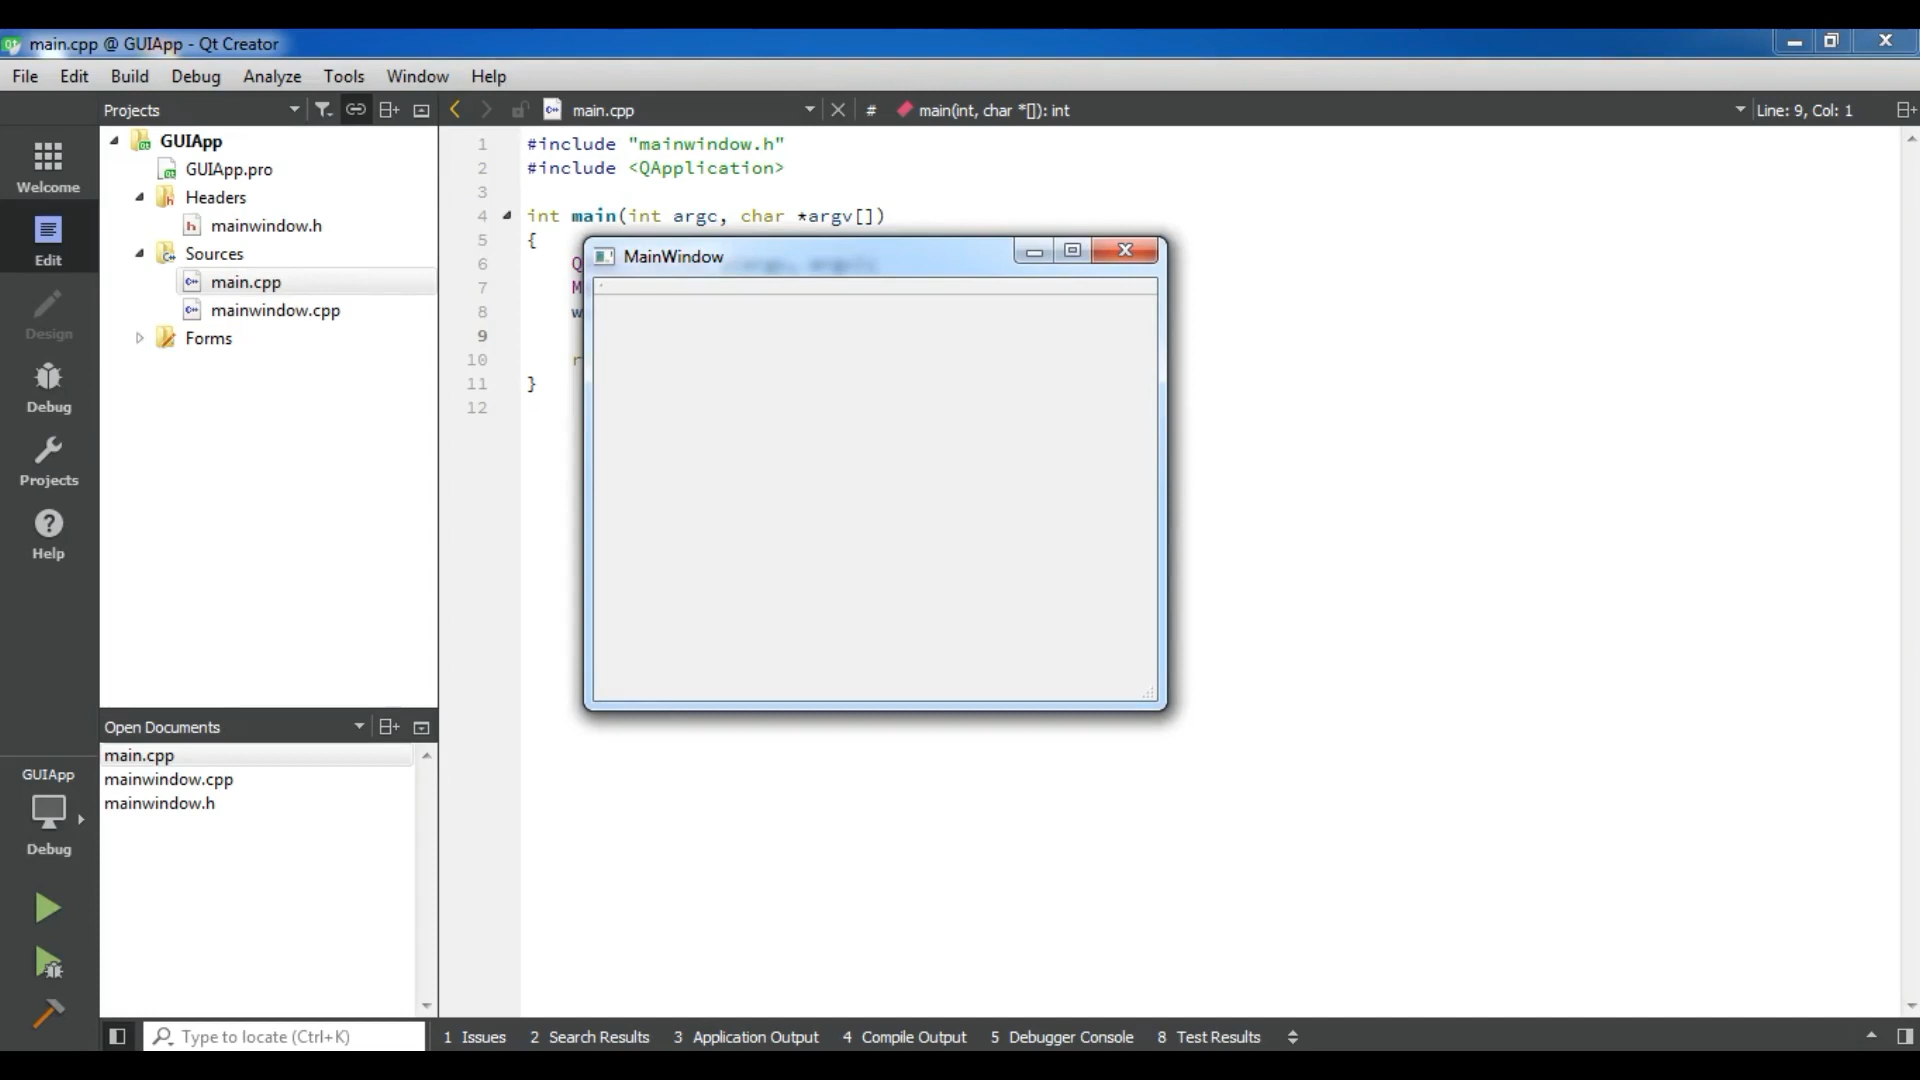 main.cpp @ GUIApp - Qt Creator
File Edit Build Debug Analyze Tools Window Help
Projects
main.cpp
# main(int, char *[]): int
Line: 9, Col: 1
Welcome
Edit
Design
Debug
Projects
Help
GUIApp
GUIApp.pro
Headers
mainwindow.h
Sources
main.cpp
mainwindow.cpp
Forms
1 #include "mainwindow.h"
2 #include <QApplication>
3
4 int main(int argc, char *argv[])
5 {
6 Q
7 M
8 w
9
10 r
11 }
12
MainWindow
Open Documents
main.cpp
mainwindow.cpp
mainwindow.h
GUIApp
Debug
Type to locate (Ctrl+K)
1 Issues 2 Search Results 3 Application Output 4 Compile Output 5 Debugger Console 8 Test Results